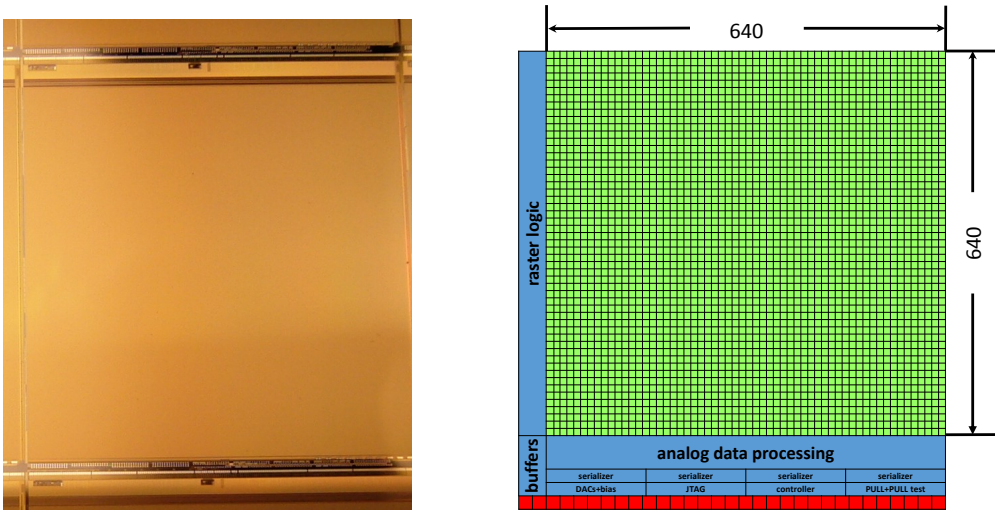 640
640
raster logic
buffers
analog data processing
serializer serializer serializer serializer
DACs+bias JTAG controller PULL+PULL test